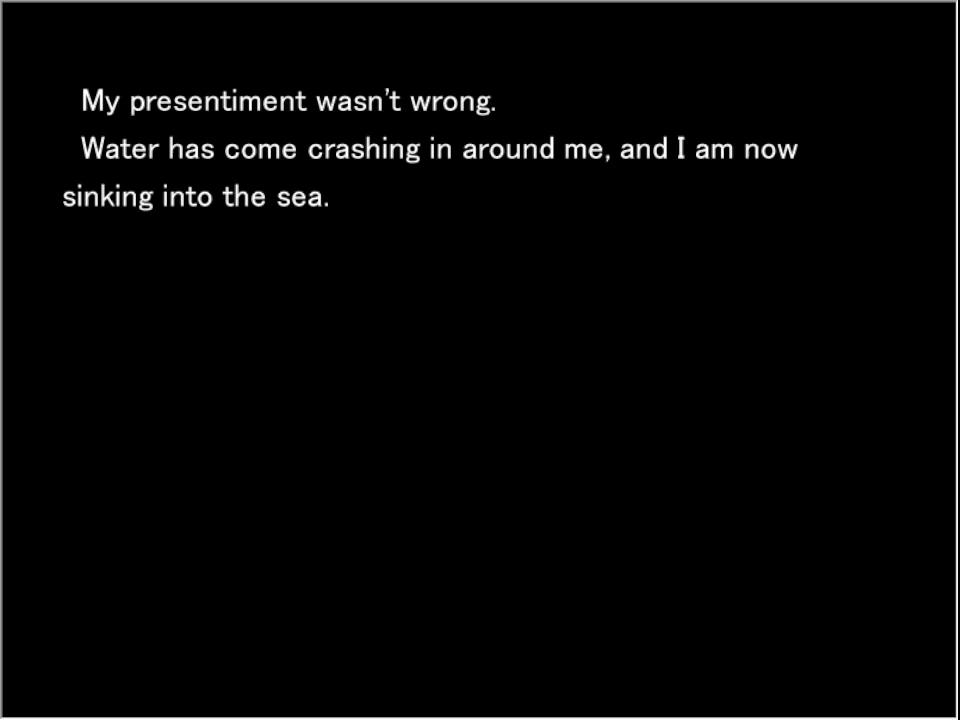 My presentiment wasn't wrong.
Water has come crashing in around me, and I am now
sinking into the sea.